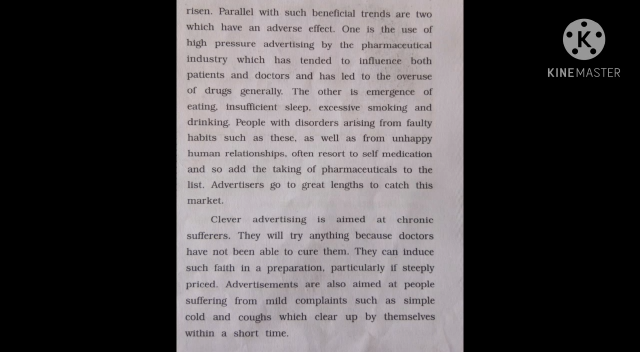 risen. Parallel with such beneficial trends are two
which have an adverse effect. One is the use of
high pressure advertising by the pharmaceutical
industry which has tended to influence both
patients and doctors and has led to the overuse
of drugs generally. The other is emergence of
eating, insufficient sleep, excessive smoking and
drinking. People with disorders arising from faulty
habits such as these, as well as from unhappy
human relationships, often resort to self medication
and so add the taking of pharmaceuticals to the
list. Advertisers go to great lengths to catch this
market.
Clever advertising is aimed at chronic
sufferers. They will try anything because doctors
have not been able to cure them. They can induce
such faith in a preparation, particularly if steeply
priced. Advertisements are also aimed at people
suffering from mild complaints such as simple
cold and coughs which clear up by themselves
within a short time.
K
KINEMASTER